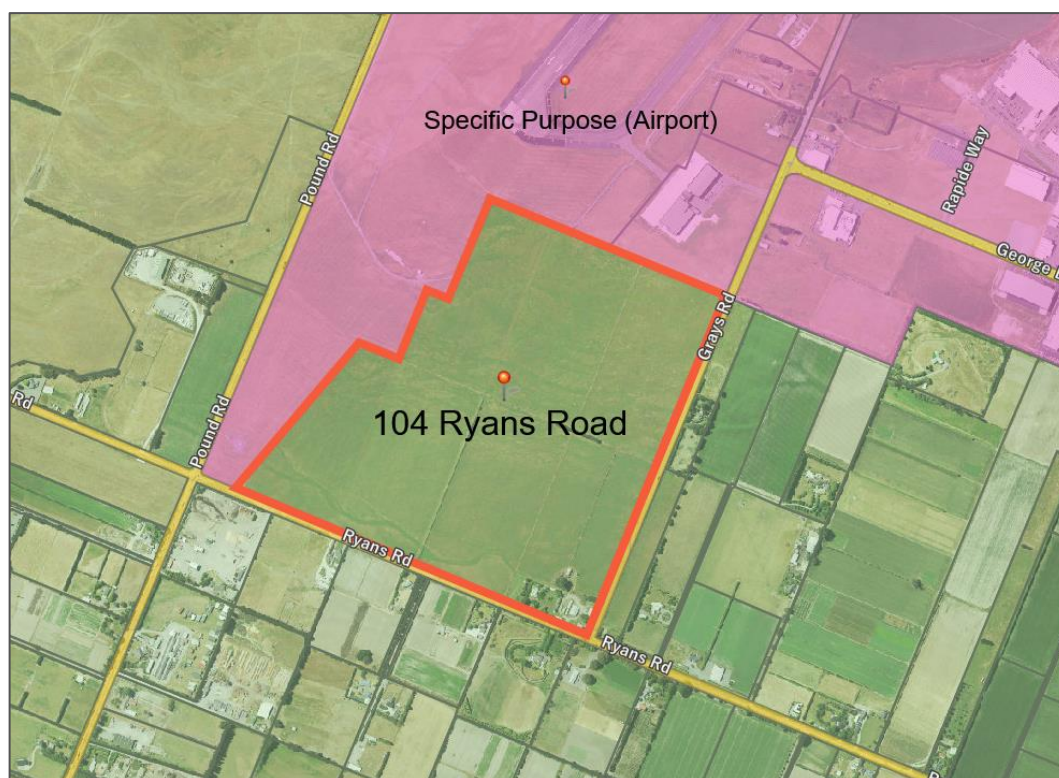 Specific Purpose (Airport)
Pound Rd
Rapide Way
George
Grays Rd
Rd
Pound Rd
104 Ryans Road
Ryans Rd
Ryans Rd